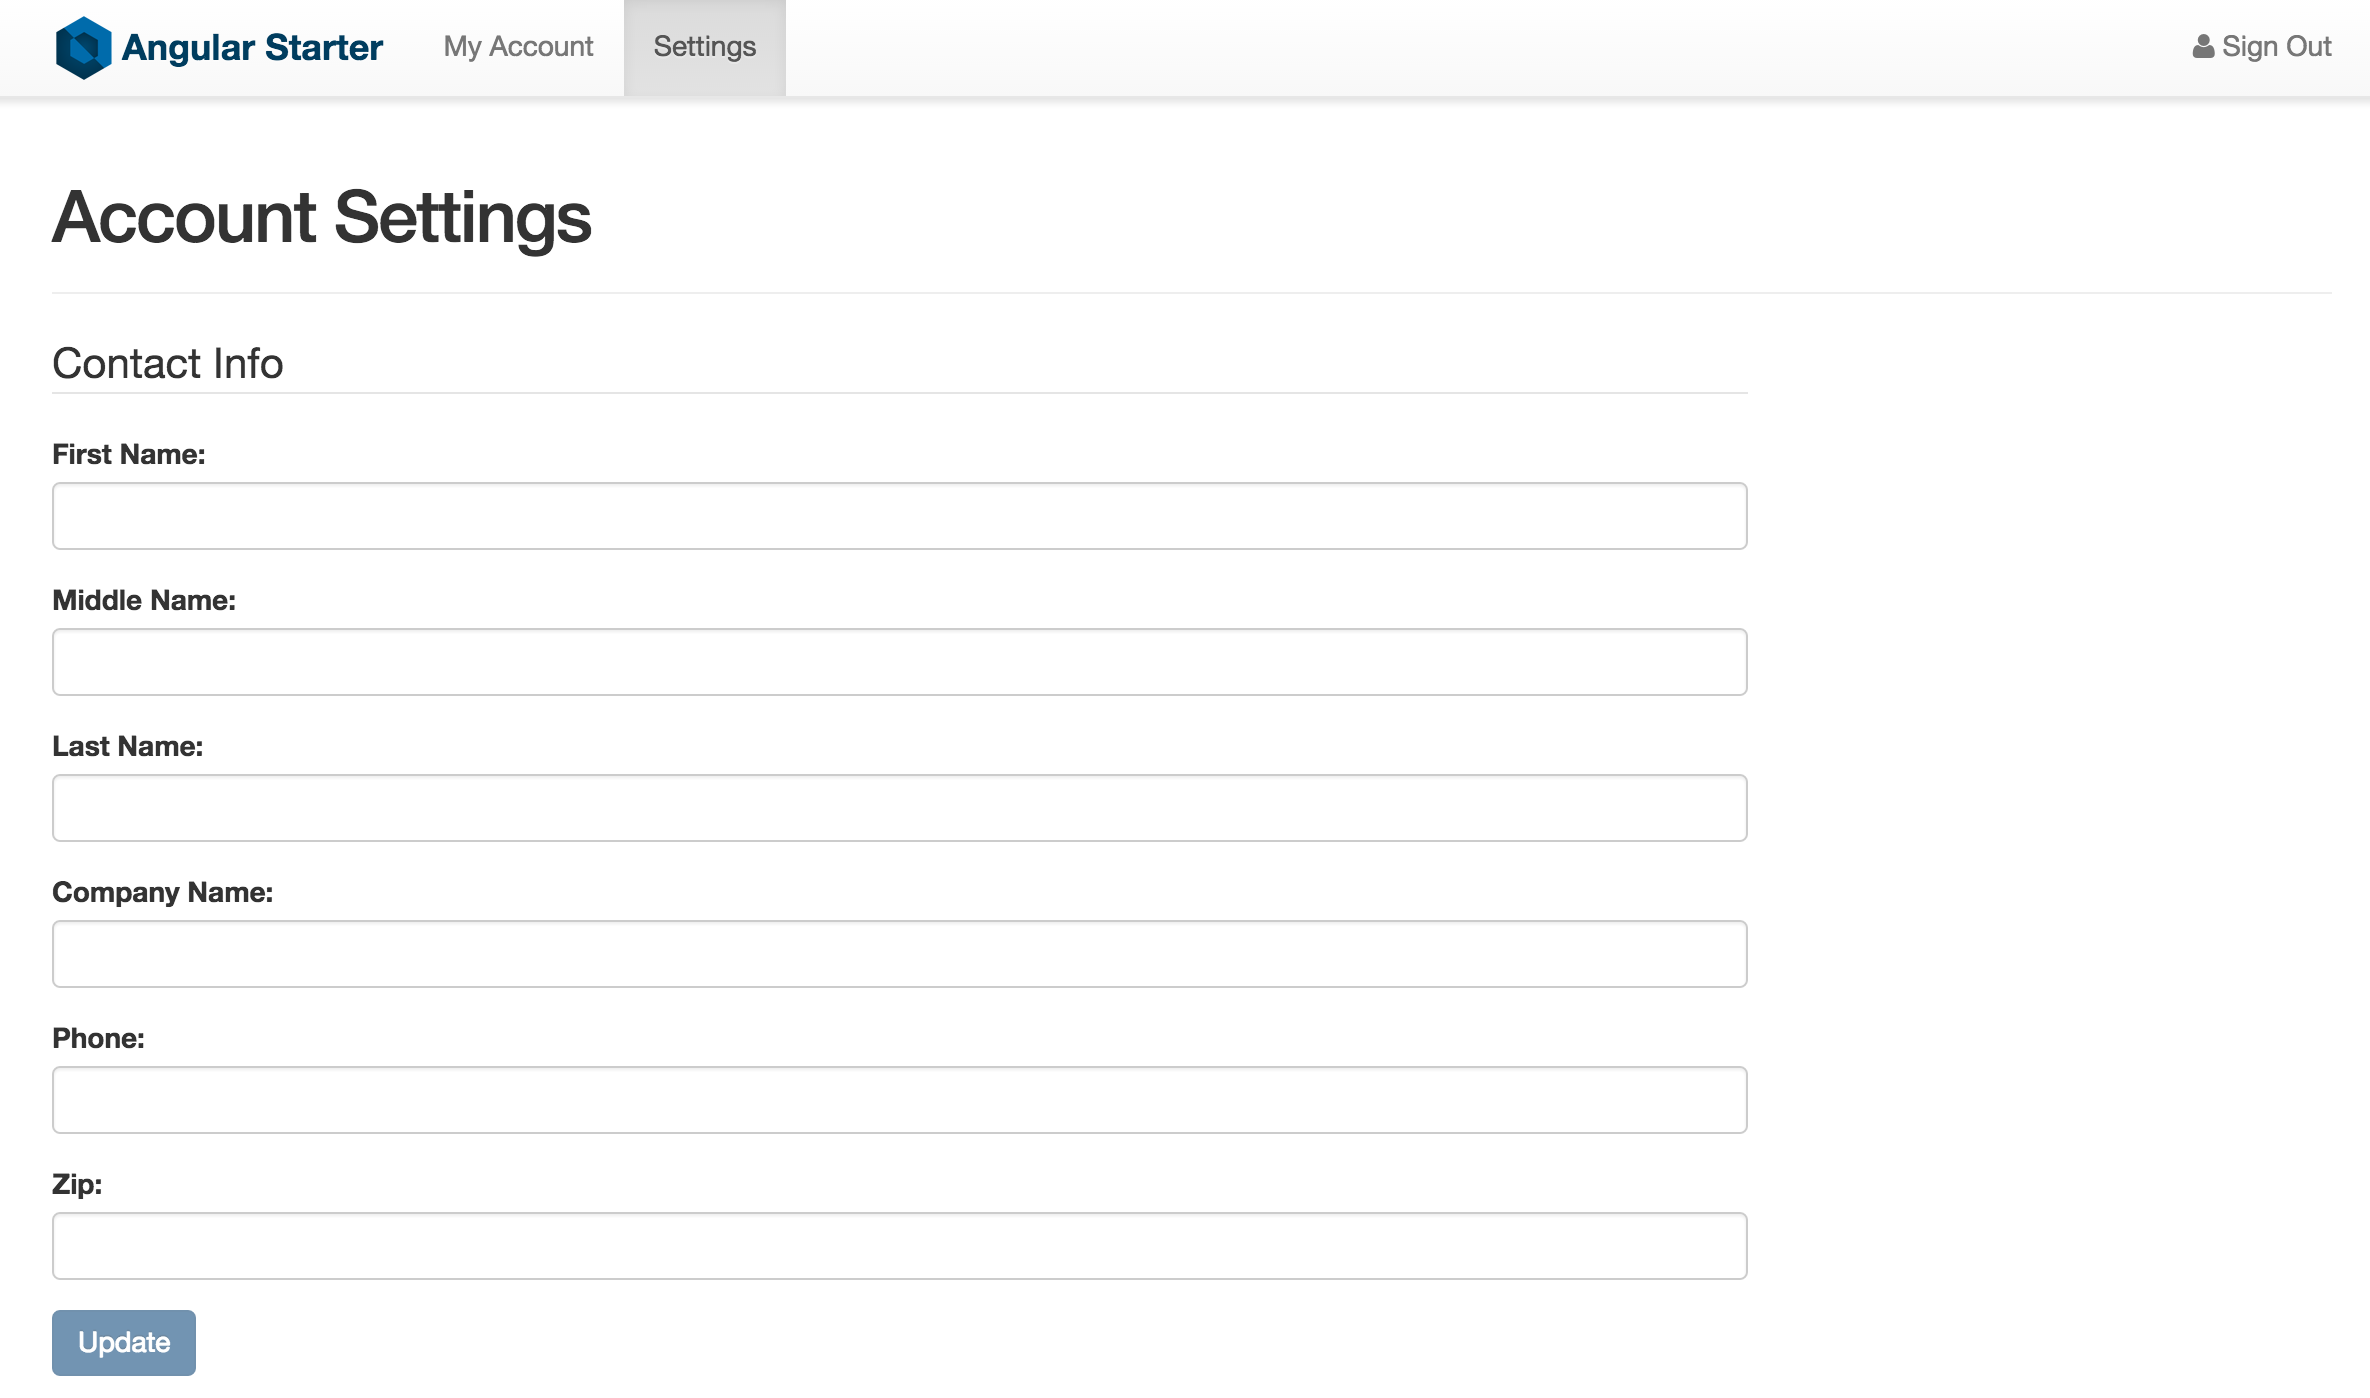 Angular Starter My Account Settings Sign Out
Account Settings
Contact Info
First Name:
Middle Name:
Last Name:
Company Name:
Phone:
Zip:
Update